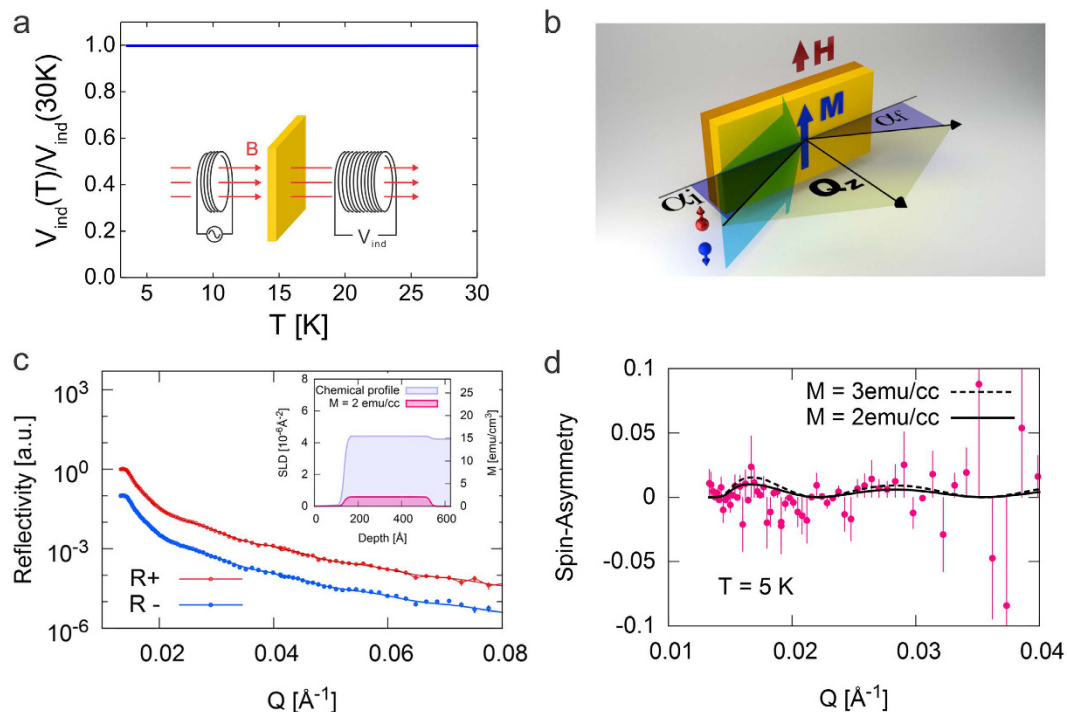 a
V_ind(T)/V_ind(30K)
1.0
0.8
0.6
0.4
0.2
0.0
B
V_ind
5
10
15
20
25
30
T [K]
b
H
M
αf
Qz
αi
c
Reflectivity [a.u.]
10^3
10^0
10^-3
10^-6
R+
R -
0.02
0.04
0.06
0.08
Q [Å^-1]
SLD [10^-6Å^-2]
8
6
4
2
0
Chemical profile
M = 2 emu/cc
25
20
15
10
5
0
M [emu/cm^3]
0
200
400
600
Depth [Å]
d
Spin-Asymmetry
0.1
0.05
0
-0.05
-0.1
M = 3emu/cc
M = 2emu/cc
T = 5 K
0.01
0.02
0.03
0.04
Q [Å^-1]